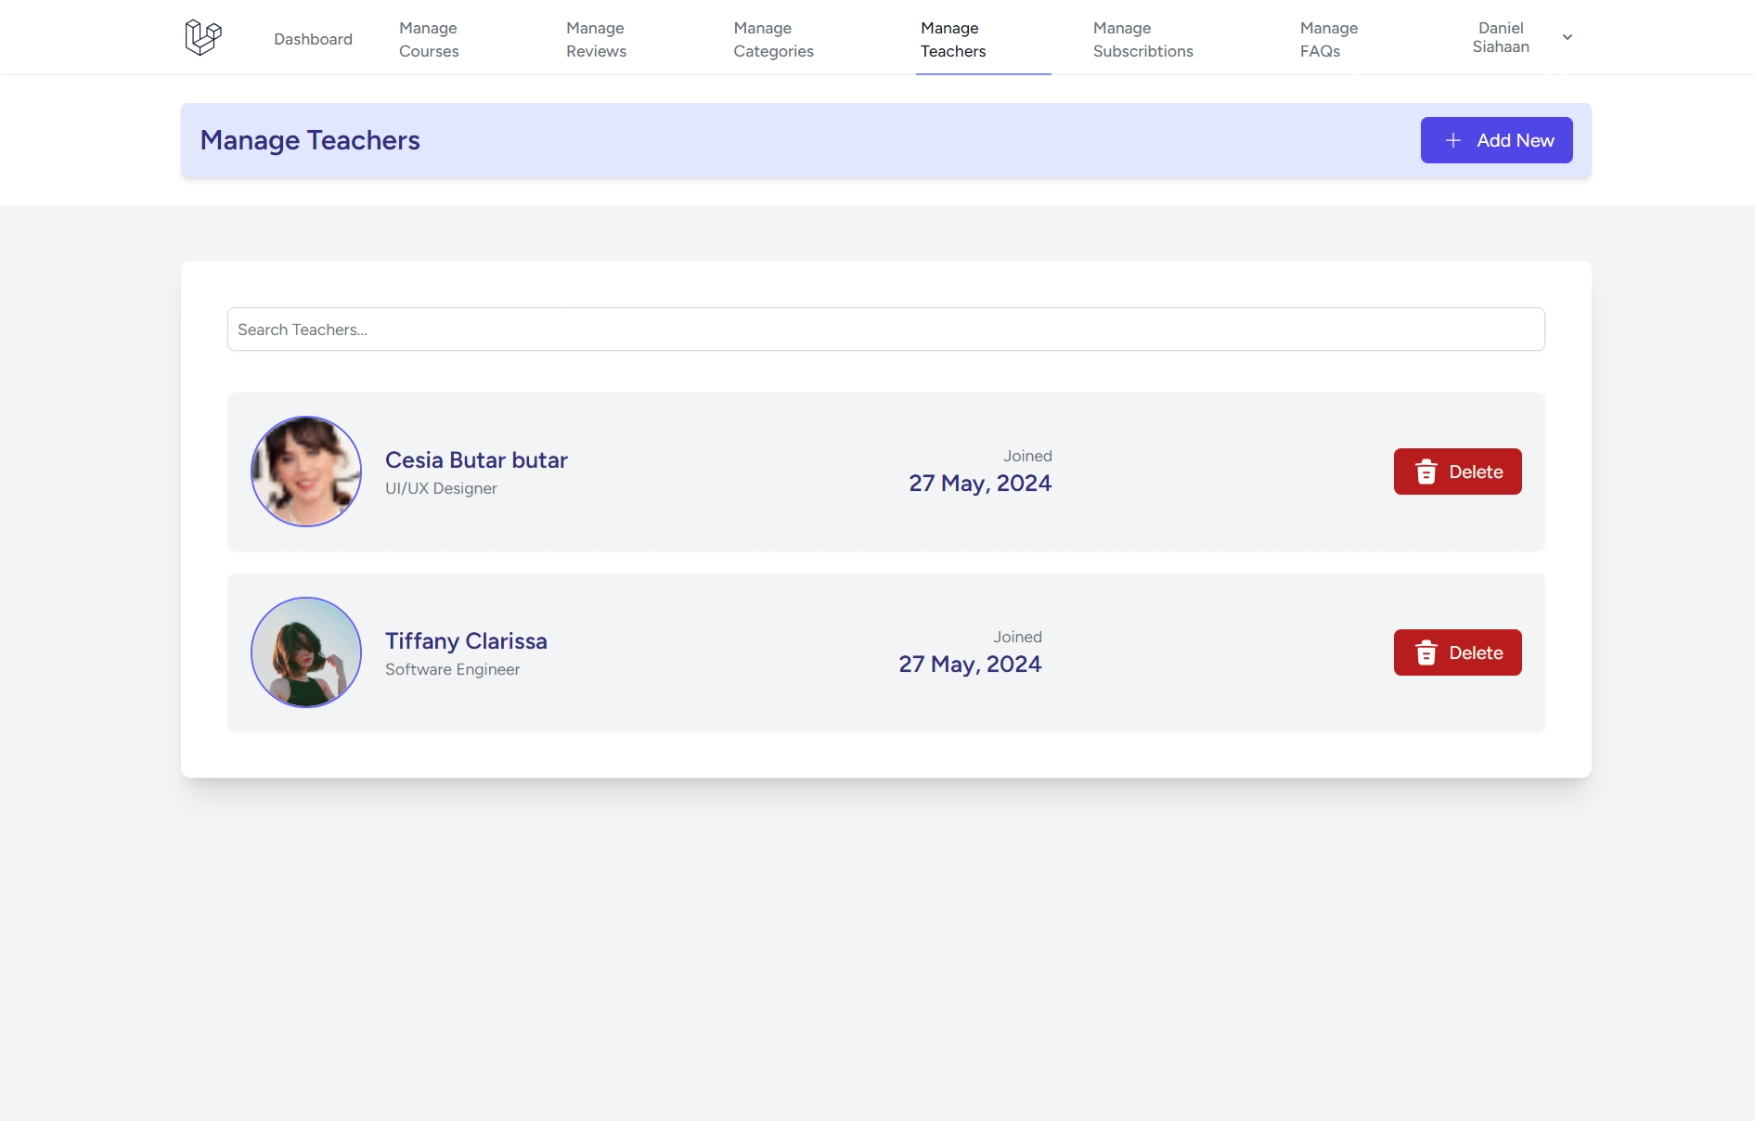 Dashboard
Manage
Courses
Manage
Reviews
Manage
Categories
Manage
Teachers
Manage
Subscribtions
Manage
FAQs
Daniel
Siahaan
Manage Teachers
Add New
Search Teachers...
Cesia Butar butar
UI/UX Designer
Joined
27 May, 2024
Delete
Tiffany Clarissa
Software Engineer
Joined
27 May, 2024
Delete